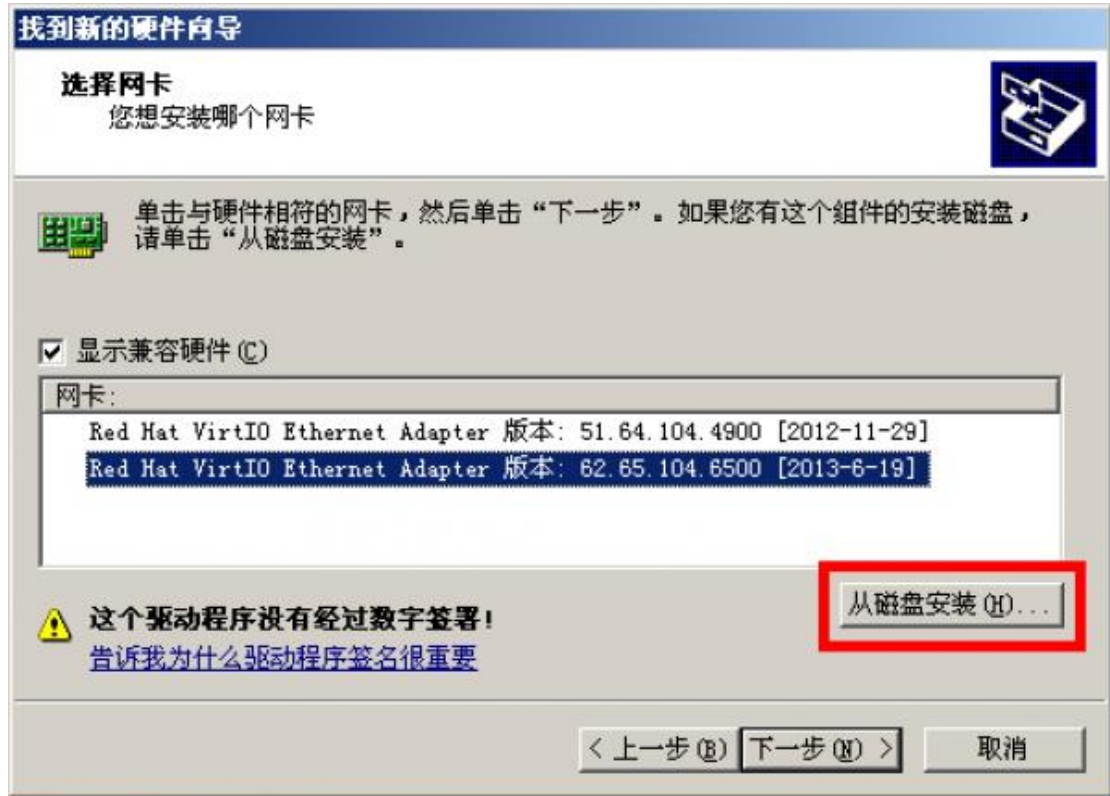 找到新的硬件向导
选择网卡
您想安装哪个网卡
单击与硬件相符的网卡，然后单击“下一步”。如果您有这个组件的安装磁盘，
请单击“从磁盘安装”。
显示兼容硬件(C)
网卡:
Red Hat VirtIO Ethernet Adapter 版本: 51.64.104.4900 [2012-11-29]
Red Hat VirtIO Ethernet Adapter 版本: 62.65.104.6500 [2013-6-19]
从磁盘安装(H)...
这个驱动程序没有经过数字签署!
告诉我为什么驱动程序签名很重要
< 上一步(B) 下一步(N) > 取消